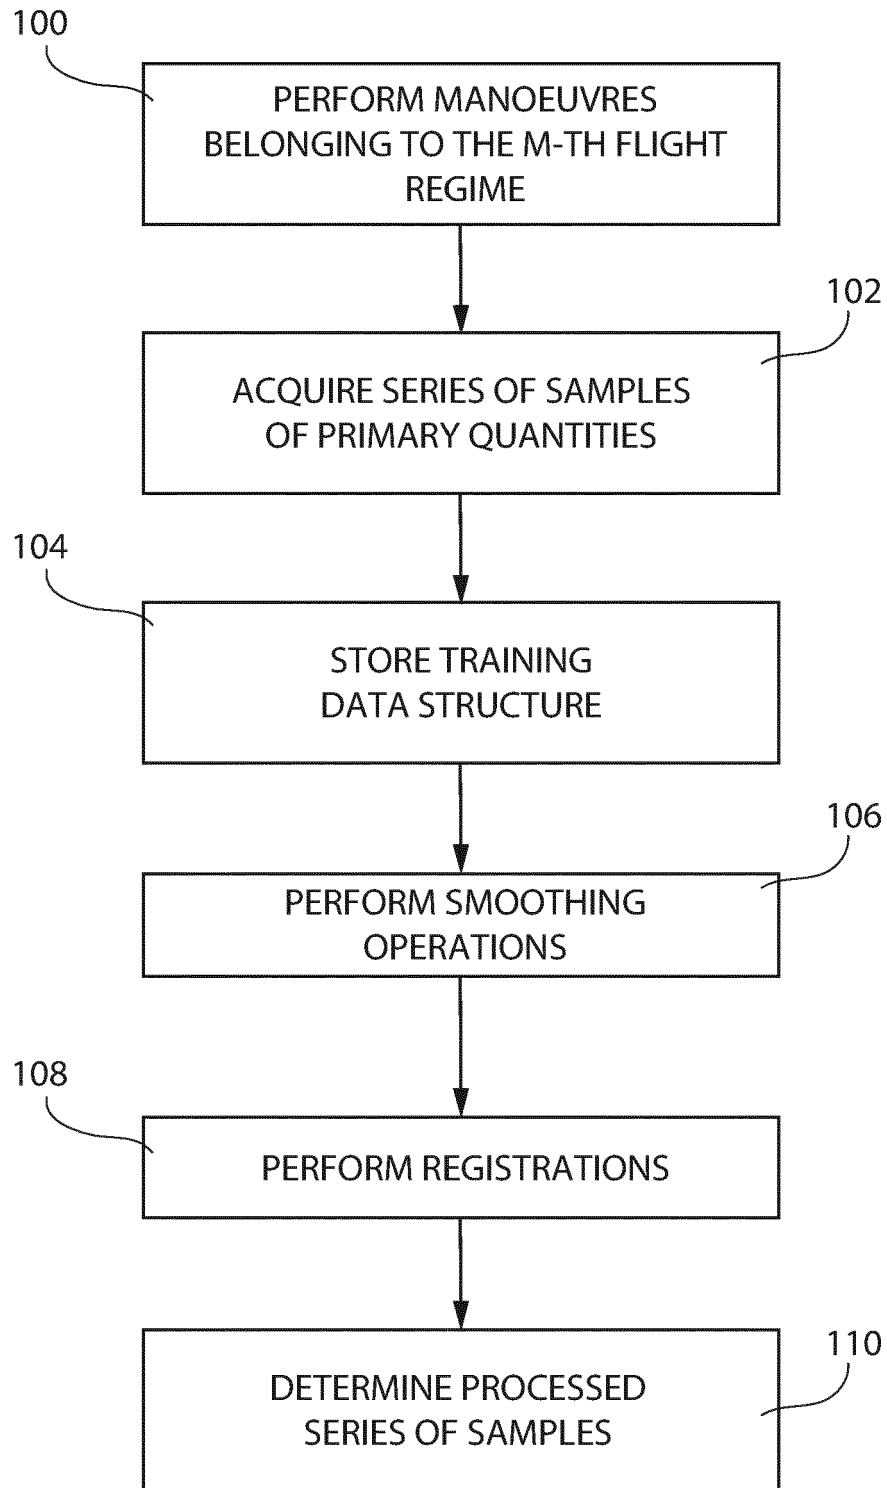 100
PERFORM MANOEUVRES
BELONGING TO THE M-TH FLIGHT
REGIME
102
ACQUIRE SERIES OF SAMPLES
OF PRIMARY QUANTITIES
104
STORE TRAINING
DATA STRUCTURE
106
PERFORM SMOOTHING
OPERATIONS
108
PERFORM REGISTRATIONS
110
DETERMINE PROCESSED
SERIES OF SAMPLES